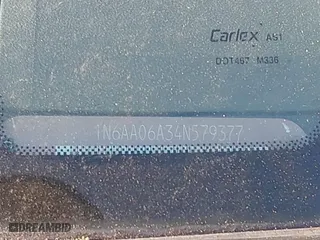 Carlex AS1
DOT467 M336
1N6AA06A34N579377
DREAMBID